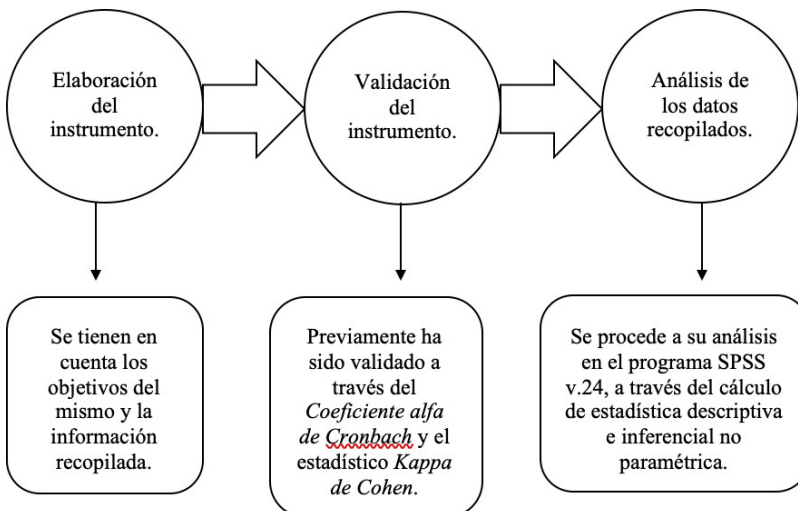 Elaboración
del
instrumento.
Validación
del
instrumento.
Análisis de
los datos
recopilados.
Se tienen en
cuenta los
objetivos del
mismo y la
información
recopilada.
Previamente ha
sido validado a
través del
Coeficiente alfa
de Cronbach y el
estadístico Kappa
de Cohen.
Se procede a su análisis
en el programa SPSS
v.24, a través del cálculo
de estadística descriptiva
e inferencial no
paramétrica.